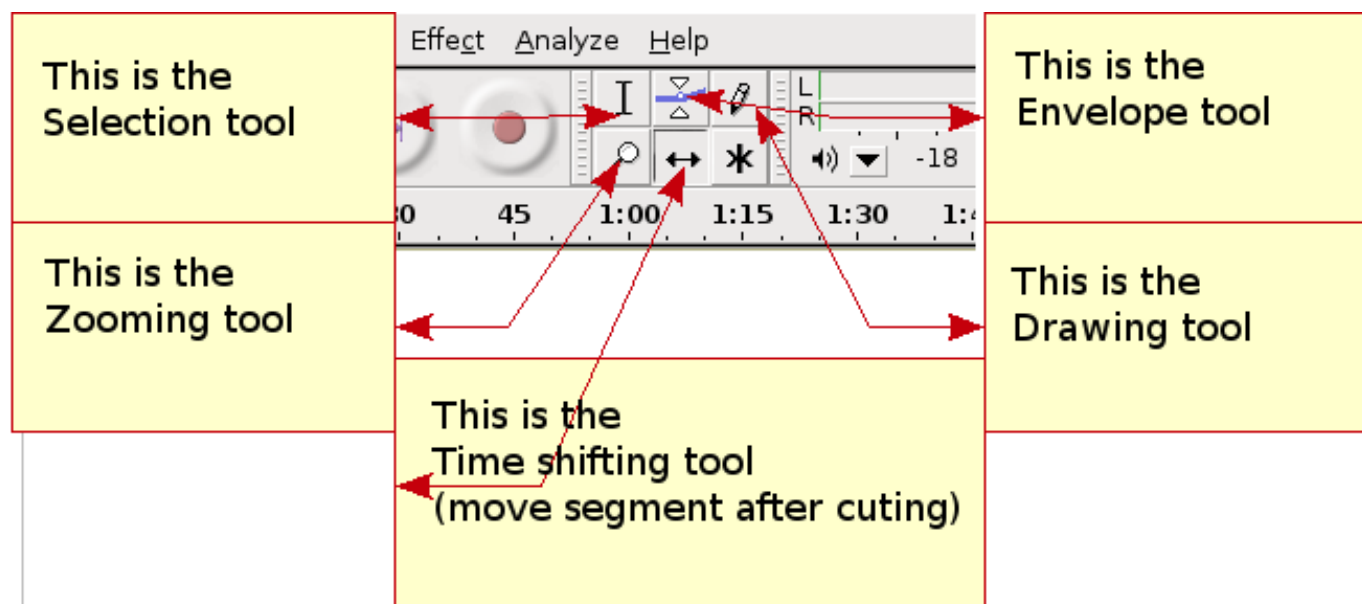 This is the
Selection tool
Effect Analyze Help
This is the
Envelope tool
L
R
-18
45 1:00 1:15 1:30
This is the
Zooming tool
This is the
Drawing tool
This is the
Time shifting tool
(move segment after cuting)